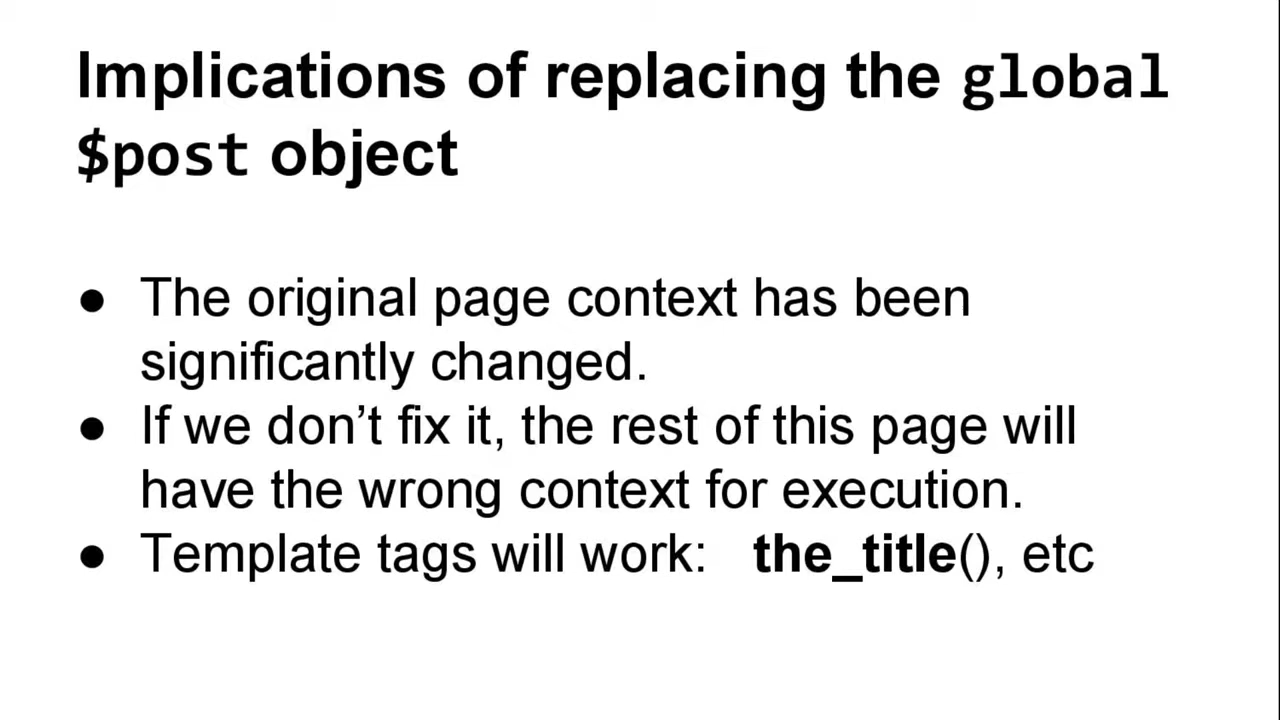 Implications of replacing the global
$post object
● The original page context has been
significantly changed.
● If we don’t fix it, the rest of this page will
have the wrong context for execution.
● Template tags will work: the_title(), etc